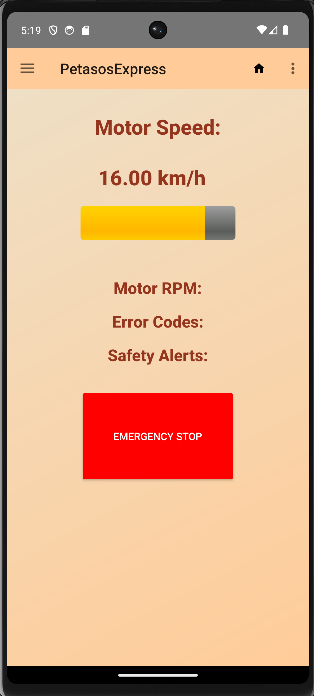 5:19
PetasosExpress
Motor Speed:
16.00 km/h
Motor RPM:
Error Codes:
Safety Alerts:
EMERGENCY STOP